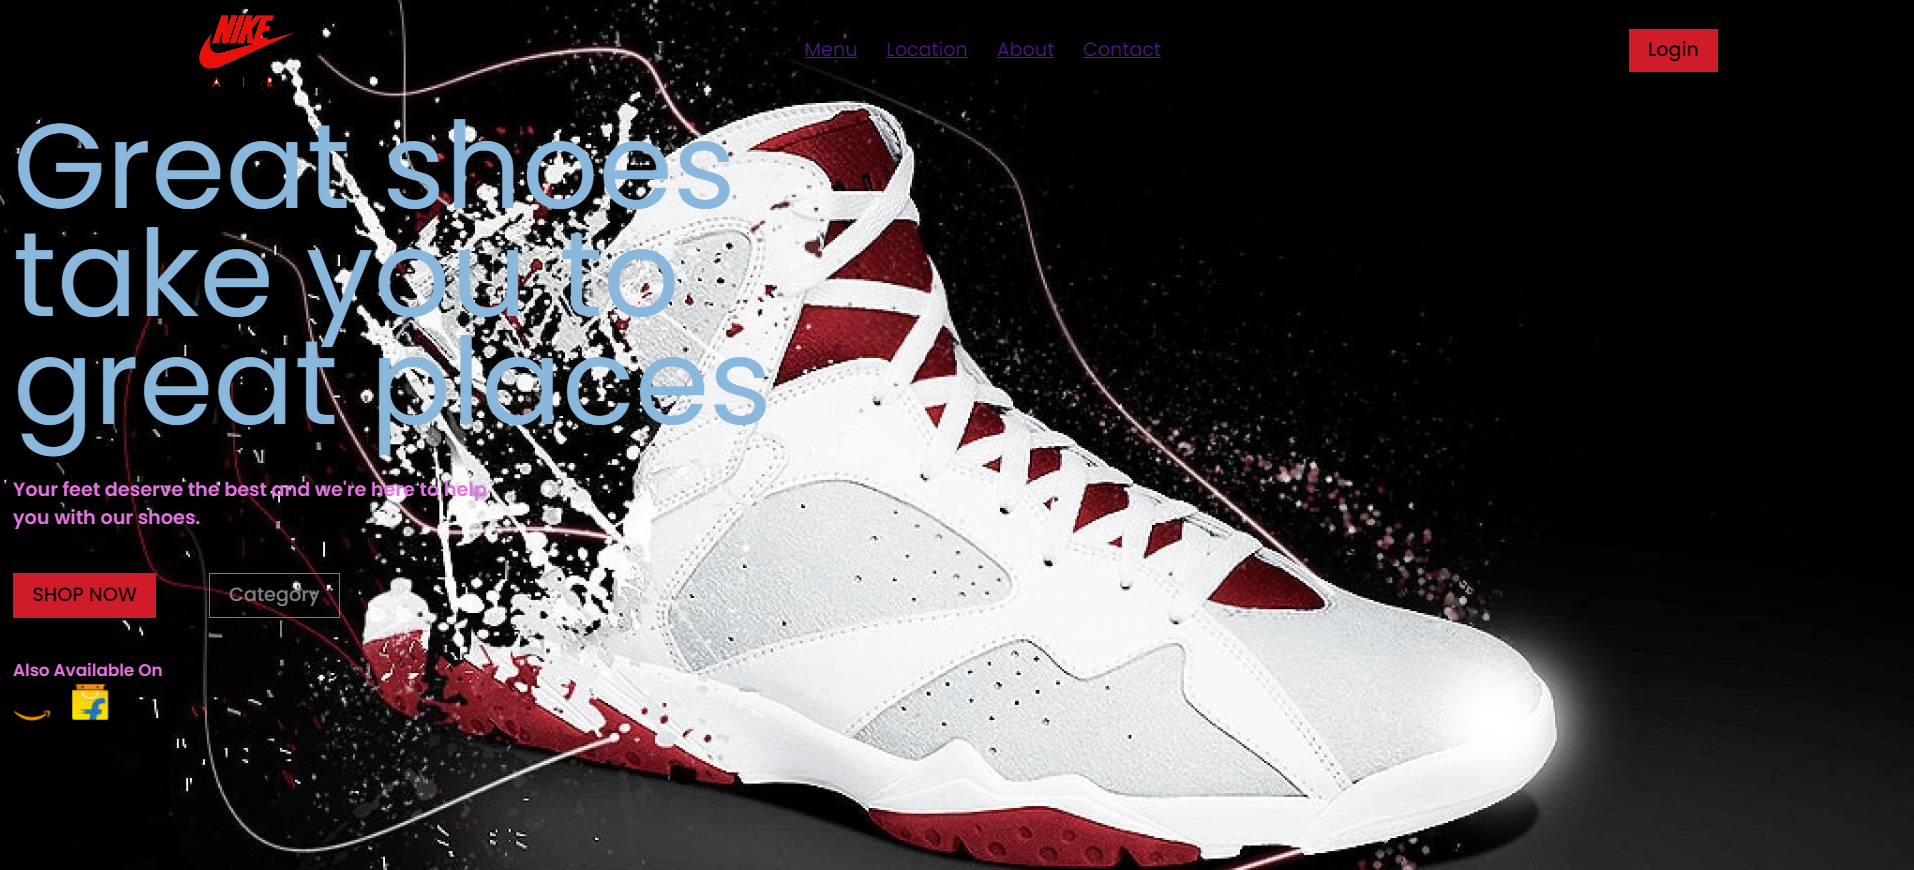 NIKE
A I R
Menu Location About Contact
Login
Great shoes
take you to
great places
Your feet deserve the best and we're here to help
you with our shoes.
SHOP NOW Category
Also Available On